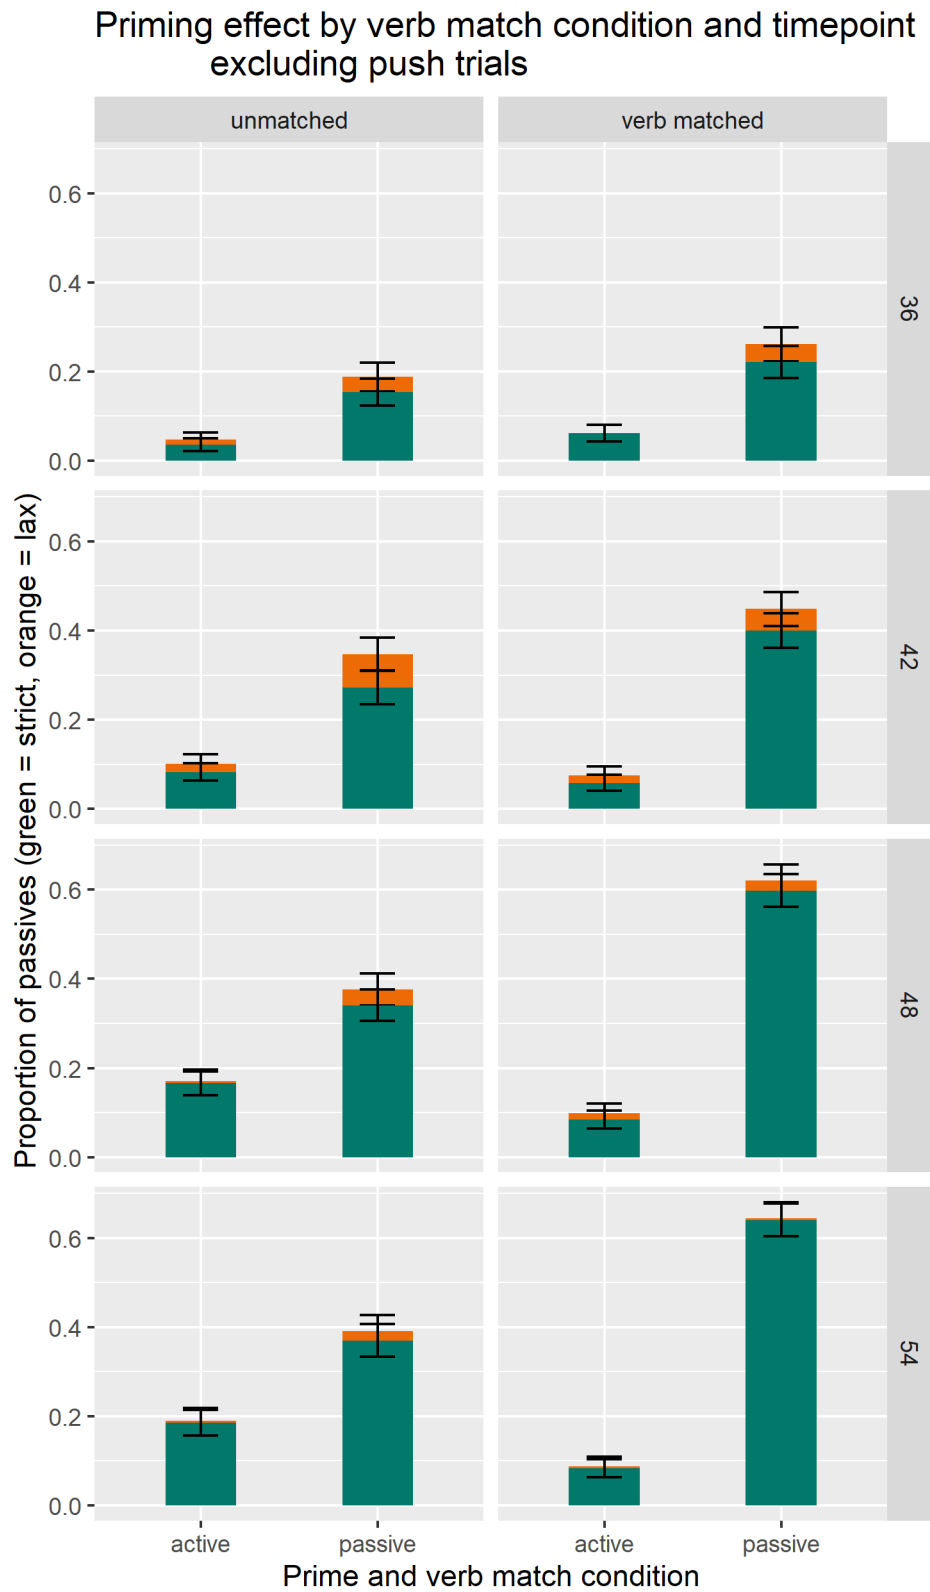 Priming effect by verb match condition and timepoint
excluding push trials
unmatched
verb matched
0.6
0.4
0.2
0.0
36
0.6
0.4
0.2
0.0
42
0.6
0.4
0.2
0.0
48
0.6
0.4
0.2
0.0
54
Proportion of passives (green = strict, orange = lax)
active
passive
active
passive
Prime and verb match condition